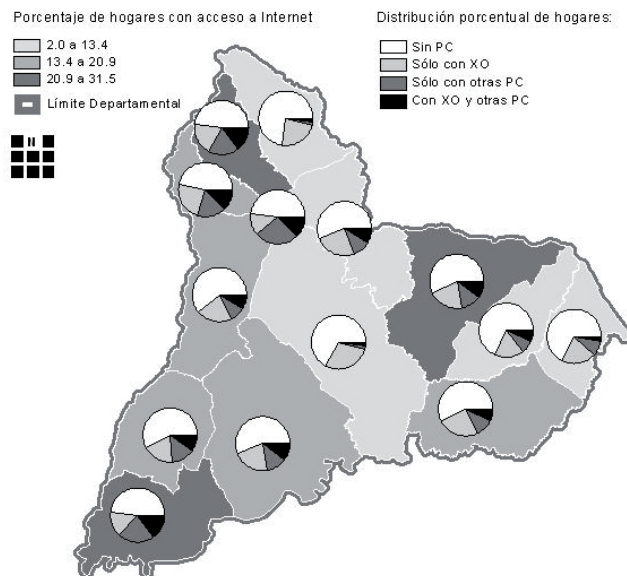 Porcentaje de hogares con acceso a Internet
2.0 a 13.4
13.4 a 20.9
20.9 a 31.5
Límite Departamental
N
Distribución porcentual de hogares:
Sin PC
Sólo con XO
Sólo con otras PC
Con XO y otras PC